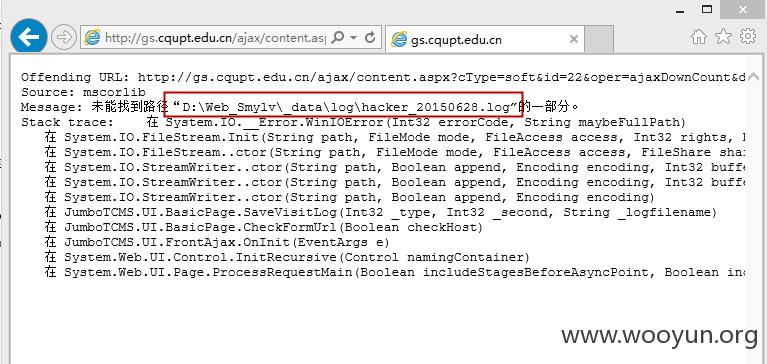 http://gs.cqupt.edu.cn/ajax/content.asp
gs.cqupt.edu.cn
Offending URL: http://gs.cqupt.edu.cn/ajax/content.aspx?cType=soft&id=22&oper=ajaxDownCount&d
Source: mscorlib
Message: 未能找到路径“D:\Web_Smylv\_data\log\hacker_20150628.log”的一部分。
Stack trace:    在 System.IO.__Error.WinIOError(Int32 errorCode, String maybeFullPath)
在 System.IO.FileStream.Init(String path, FileMode mode, FileAccess access, Int32 rights,
在 System.IO.FileStream..ctor(String path, FileMode mode, FileAccess access, FileShare shar
在 System.IO.StreamWriter..ctor(String path, Boolean append, Encoding encoding, Int32 buffe
在 System.IO.StreamWriter..ctor(String path, Boolean append, Encoding encoding, Int32 buffe
在 System.IO.StreamWriter..ctor(String path, Boolean append, Encoding encoding)
在 JumboTCMS.UI.BasicPage.SaveVisitLog(Int32 _type, Int32 _second, String _logfilename)
在 JumboTCMS.UI.BasicPage.CheckFormUrl(Boolean checkHost)
在 JumboTCMS.UI.FrontAjax.OnInit(EventArgs e)
在 System.Web.UI.Control.InitRecursive(Control namingContainer)
在 System.Web.UI.Page.ProcessRequestMain(Boolean includeStagesBeforeAsyncPoint, Boolean inc
www.wooyun.org